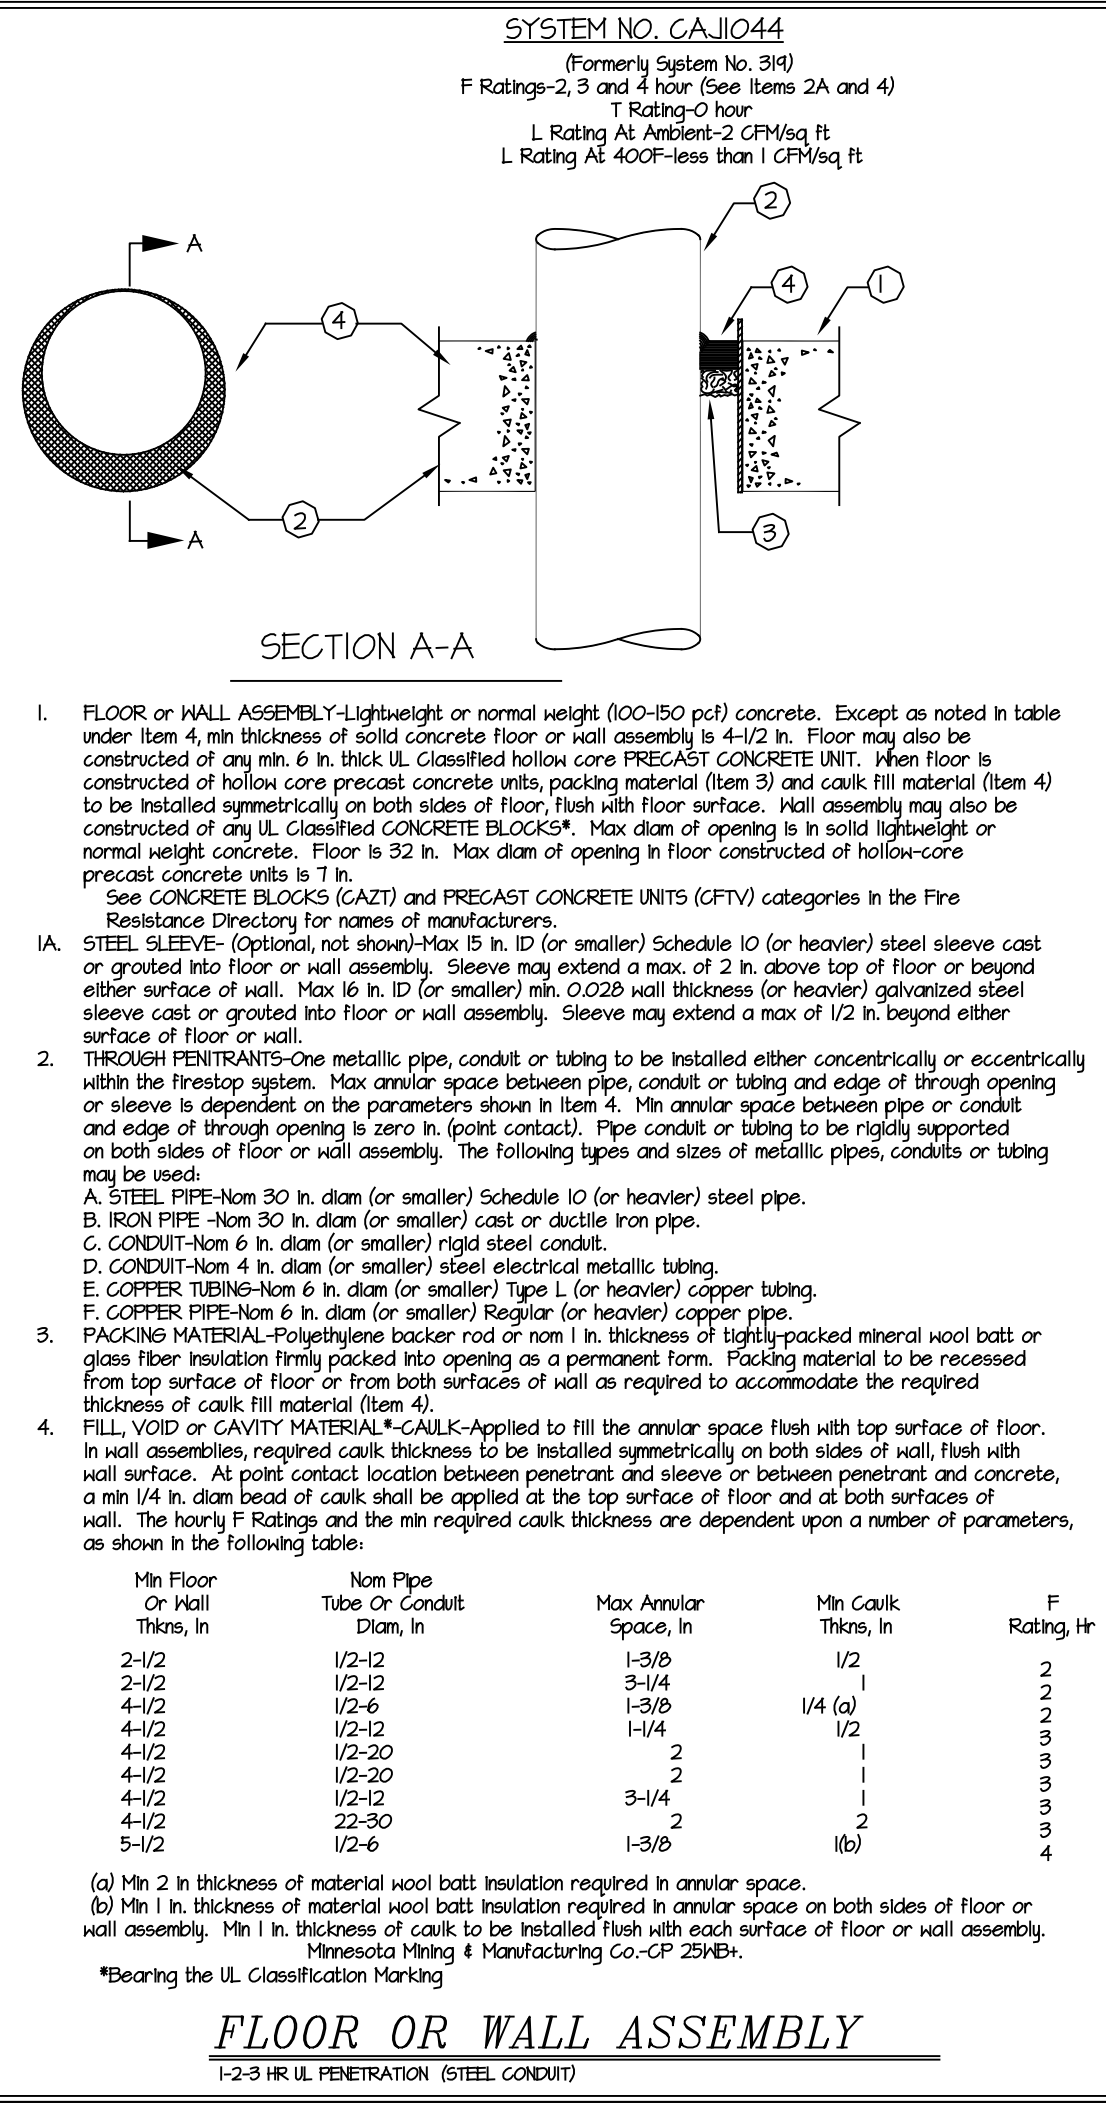 SYSTEM NO. CAJ1044
(Formerly System No. 319)
F Ratings-2, 3 and 4 hour (See Items 2A and 4)
T Rating-0 hour
L Rating At Ambient-2 CFM/sq ft
L Rating At 400F-less than 1 CFM/sq ft
2
A
4
1
4
2
3
A
SECTION A-A
1. FLOOR or WALL ASSEMBLY-Lightweight or normal weight (100-150 pcf) concrete. Except as noted in table
under Item 4, min thickness of solid concrete floor or wall assembly is 4-1/2 in. Floor may also be
constructed of any min. 6 in. thick UL Classified hollow core PRECAST CONCRETE UNIT. When floor is
constructed of hollow core precast concrete units, packing material (Item 3) and caulk fill material (Item 4)
to be installed symmetrically on both sides of floor, flush with floor surface. Wall assembly may also be
constructed of any UL Classified CONCRETE BLOCKS*. Max diam of opening is in solid lightweight or
normal weight concrete. Floor is 32 in. Max diam of opening in floor constructed of hollow-core
precast concrete units is 7 in.
See CONCRETE BLOCKS (CAZT) and PRECAST CONCRETE UNITS (CFTV) categories in the Fire
Resistance Directory for names of manufacturers.
1A. STEEL SLEEVE- (Optional, not shown)-Max 15 in. ID (or smaller) Schedule 10 (or heavier) steel sleeve cast
or grouted into floor or wall assembly. Sleeve may extend a max. of 2 in. above top of floor or beyond
either surface of wall. Max 16 in. ID (or smaller) min. 0.028 wall thickness (or heavier) galvanized steel
sleeve cast or grouted into floor or wall assembly. Sleeve may extend a max of 1/2 in. beyond either
surface of floor or wall.
2. THROUGH PENITRANTS-One metallic pipe, conduit or tubing to be installed either concentrically or eccentrically
within the firestop system. Max annular space between pipe, conduit or tubing and edge of through opening
or sleeve is dependent on the parameters shown in Item 4. Min annular space between pipe or conduit
and edge of through opening is zero in. (point contact). Pipe conduit or tubing to be rigidly supported
on both sides of floor or wall assembly. The following types and sizes of metallic pipes, conduits or tubing
may be used:
A. STEEL PIPE-Nom 30 in. diam (or smaller) Schedule 10 (or heavier) steel pipe.
B. IRON PIPE -Nom 30 in. diam (or smaller) cast or ductile iron pipe.
C. CONDUIT-Nom 6 in. diam (or smaller) rigid steel conduit.
D. CONDUIT-Nom 4 in. diam (or smaller) steel electrical metallic tubing.
E. COPPER TUBING-Nom 6 in. diam (or smaller) Type L (or heavier) copper tubing.
F. COPPER PIPE-Nom 6 in. diam (or smaller) Regular (or heavier) copper pipe.
3. PACKING MATERIAL-Polyethylene backer rod or nom 1 in. thickness of tightly-packed mineral wool batt or
glass fiber insulation firmly packed into opening as a permanent form. Packing material to be recessed
from top surface of floor or from both surfaces of wall as required to accommodate the required
thickness of caulk fill material (Item 4).
4. FILL, VOID or CAVITY MATERIAL*-CAULK-Applied to fill the annular space flush with top surface of floor.
In wall assemblies, required caulk thickness to be installed symmetrically on both sides of wall, flush with
wall surface. At point contact location between penetrant and sleeve or between penetrant and concrete,
a min 1/4 in. diam bead of caulk shall be applied at the top surface of floor and at both surfaces of
wall. The hourly F Ratings and the min required caulk thickness are dependent upon a number of parameters,
as shown in the following table:
Min Floor Nom Pipe
Or Wall Tube Or Conduit Max Annular Min Caulk F
Thkns, In Diam, In Space, In Thkns, In Rating, Hr
2-1/2 1/2-12 1-3/8 1/2 2
2-1/2 1/2-12 3-1/4 1 2
4-1/2 1/2-6 1-3/8 1/4 (a) 2
4-1/2 1/2-12 1-1/4 1/2 3
4-1/2 1/2-20 2 1 3
4-1/2 1/2-20 2 1 3
4-1/2 1/2-12 3-1/4 1 3
4-1/2 22-30 2 2 3
5-1/2 1/2-6 1-3/8 1(b) 4
(a) Min 2 in thickness of material wool batt insulation required in annular space.
(b) Min 1 in. thickness of material wool batt insulation required in annular space on both sides of floor or
wall assembly. Min 1 in. thickness of caulk to be installed flush with each surface of floor or wall assembly.
Minnesota Mining & Manufacturing Co.-CP 25WB+.
*Bearing the UL Classification Marking
FLOOR OR WALL ASSEMBLY
1-2-3 HR UL PENETRATION (STEEL CONDUIT)